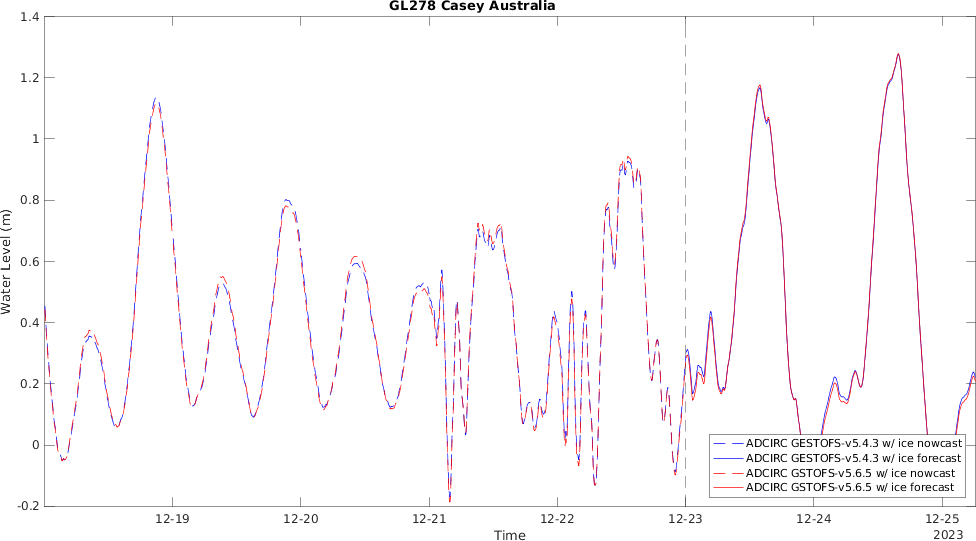 GL278 Casey Australia
1.4
1.2
1
0.8
0.6
0.4
0.2
0
-0.2
Water Level (m)
ADCIRC GESTOFS-v5.4.3 w/ ice nowcast
ADCIRC GESTOFS-v5.4.3 w/ ice forecast
ADCIRC GSTOFS-v5.6.5 w/ ice nowcast
ADCIRC GSTOFS-v5.6.5 w/ ice forecast
12-19 12-20 12-21 12-22 12-23 12-24 12-25
Time 2023